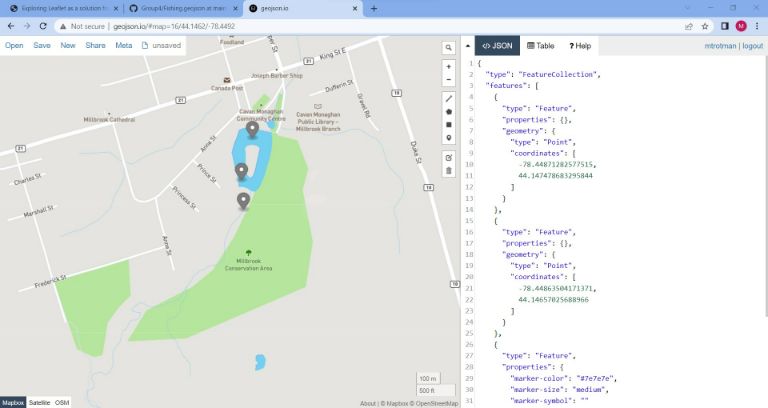 Exploring Leaflet as a solution fo
Group4/Fishing.geojson at main
geojson.io
Not secure | geojson.io/#map=16/44.1462/-78.4492
Open Save New Share Meta unsaved
</> JSON Table ? Help
mtrotman | logout
Foodland
per St
King St E
21
Joseph Barber Ship
Canada Post
Dufferin St
Gravel Rd
21
10
Cavan Monaghan
Community Centre
Cavan Monaghan
Public Library -
Millbrook Branch
Millbrook Cathedral
Anne St
Duke St
21
Prince St
Charles St
Princess St
10
Marshall St
Anne St
Millbrook
Conservation Area
Frederick St
10
100 m
500 ft
Mapbox Satellite OSM
About | © Mapbox © OpenStreetMap
1 {
2 "type": "FeatureCollection",
3 "features": [
4 {
5 "type": "Feature",
6 "properties": {},
7 "geometry": {
8 "type": "Point",
9 "coordinates": [
10 -78.44871282577515,
11 44.147478683295844
12 ]
13 }
14 },
15 {
16 "type": "Feature",
17 "properties": {},
18 "geometry": {
19 "type": "Point",
20 "coordinates": [
21 -78.44863504171371,
22 44.14657025688966
23 ]
24 }
25 },
26 {
27 "type": "Feature",
28 "properties": {
29 "marker-color": "#7e7e7e",
30 "marker-size": "medium",
31 "marker-symbol": ""